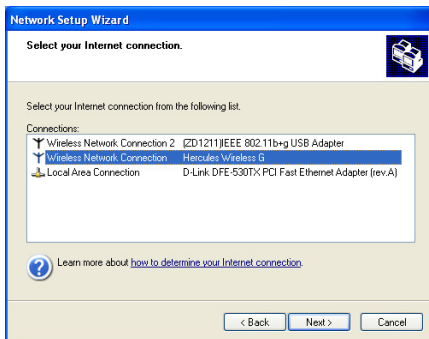 Network Setup Wizard
Select your Internet connection.
Select your Internet connection from the following list.
Connections:
Wireless Network Connection 2 (ZD1211)IEEE 802.11b+g USB Adapter
Wireless Network Connection Hercules Wireless G
Local Area Connection D-Link DFE-530TX PCI Fast Ethernet Adapter (rev.A)
Learn more about how to determine your Internet connection.
< Back Next > Cancel